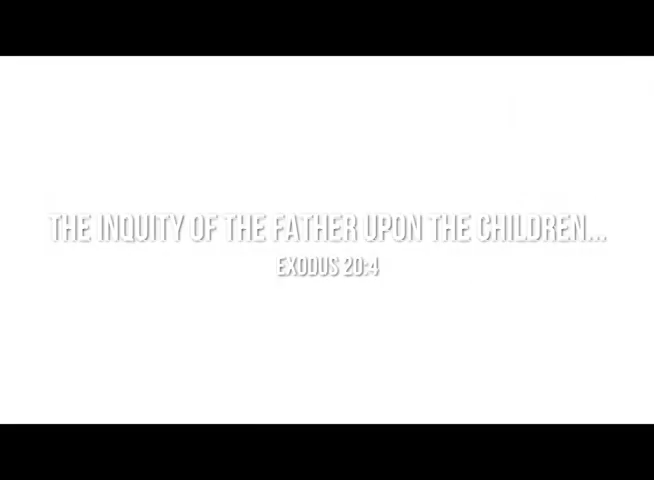 THE INQUITY OF THE FATHER UPON THE CHILDREN...
EXODUS 20:4